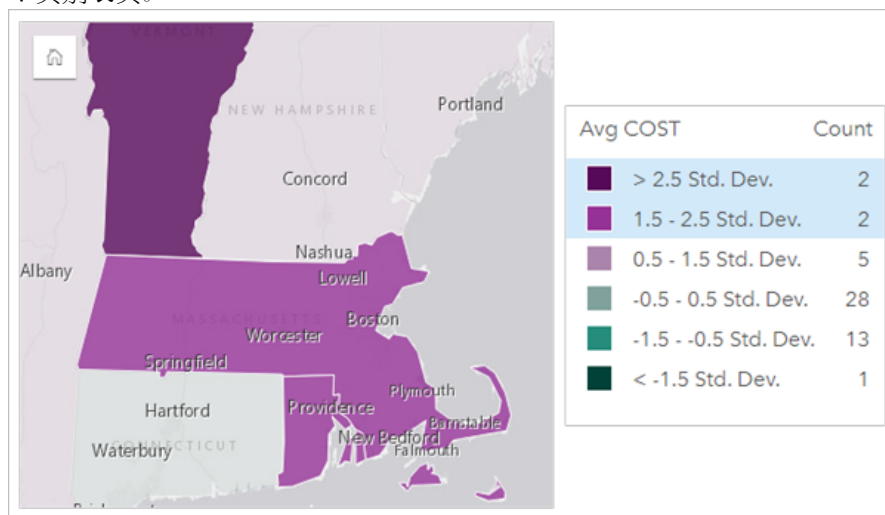 VERMONT
NEW HAMPSHIRE
Portland
Concord
Nashua
Albany
Lowell
MASSACHUSETTS
Boston
Worcester
Springfield
Plymouth
Hartford
Providence
Barnstable
New Bedford
CONNECTICUT
Waterbury
Falmouth
Avg COST Count
> 2.5 Std. Dev. 2
1.5 - 2.5 Std. Dev. 2
0.5 - 1.5 Std. Dev. 5
-0.5 - 0.5 Std. Dev. 28
-1.5 - -0.5 Std. Dev. 13
< -1.5 Std. Dev. 1